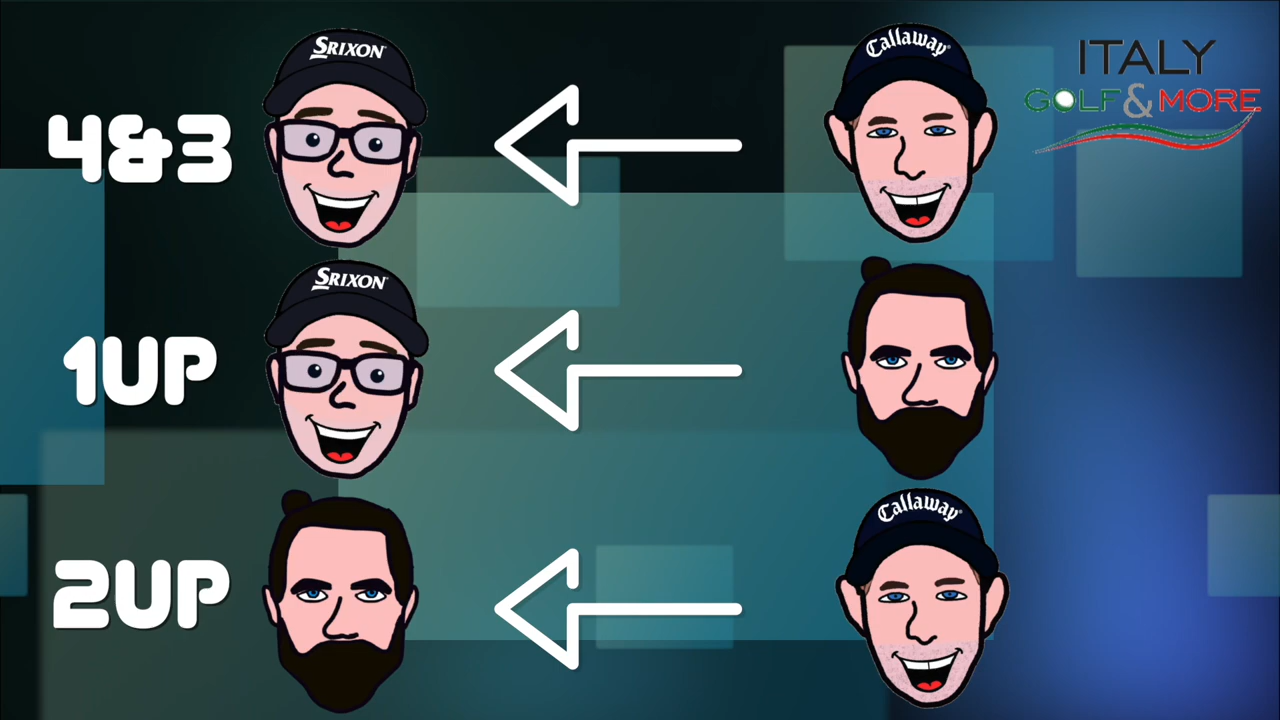 SRIXON
Callaway
ITALY
GOLF & MORE
4&3
SRIXON
1UP
Callaway
2UP